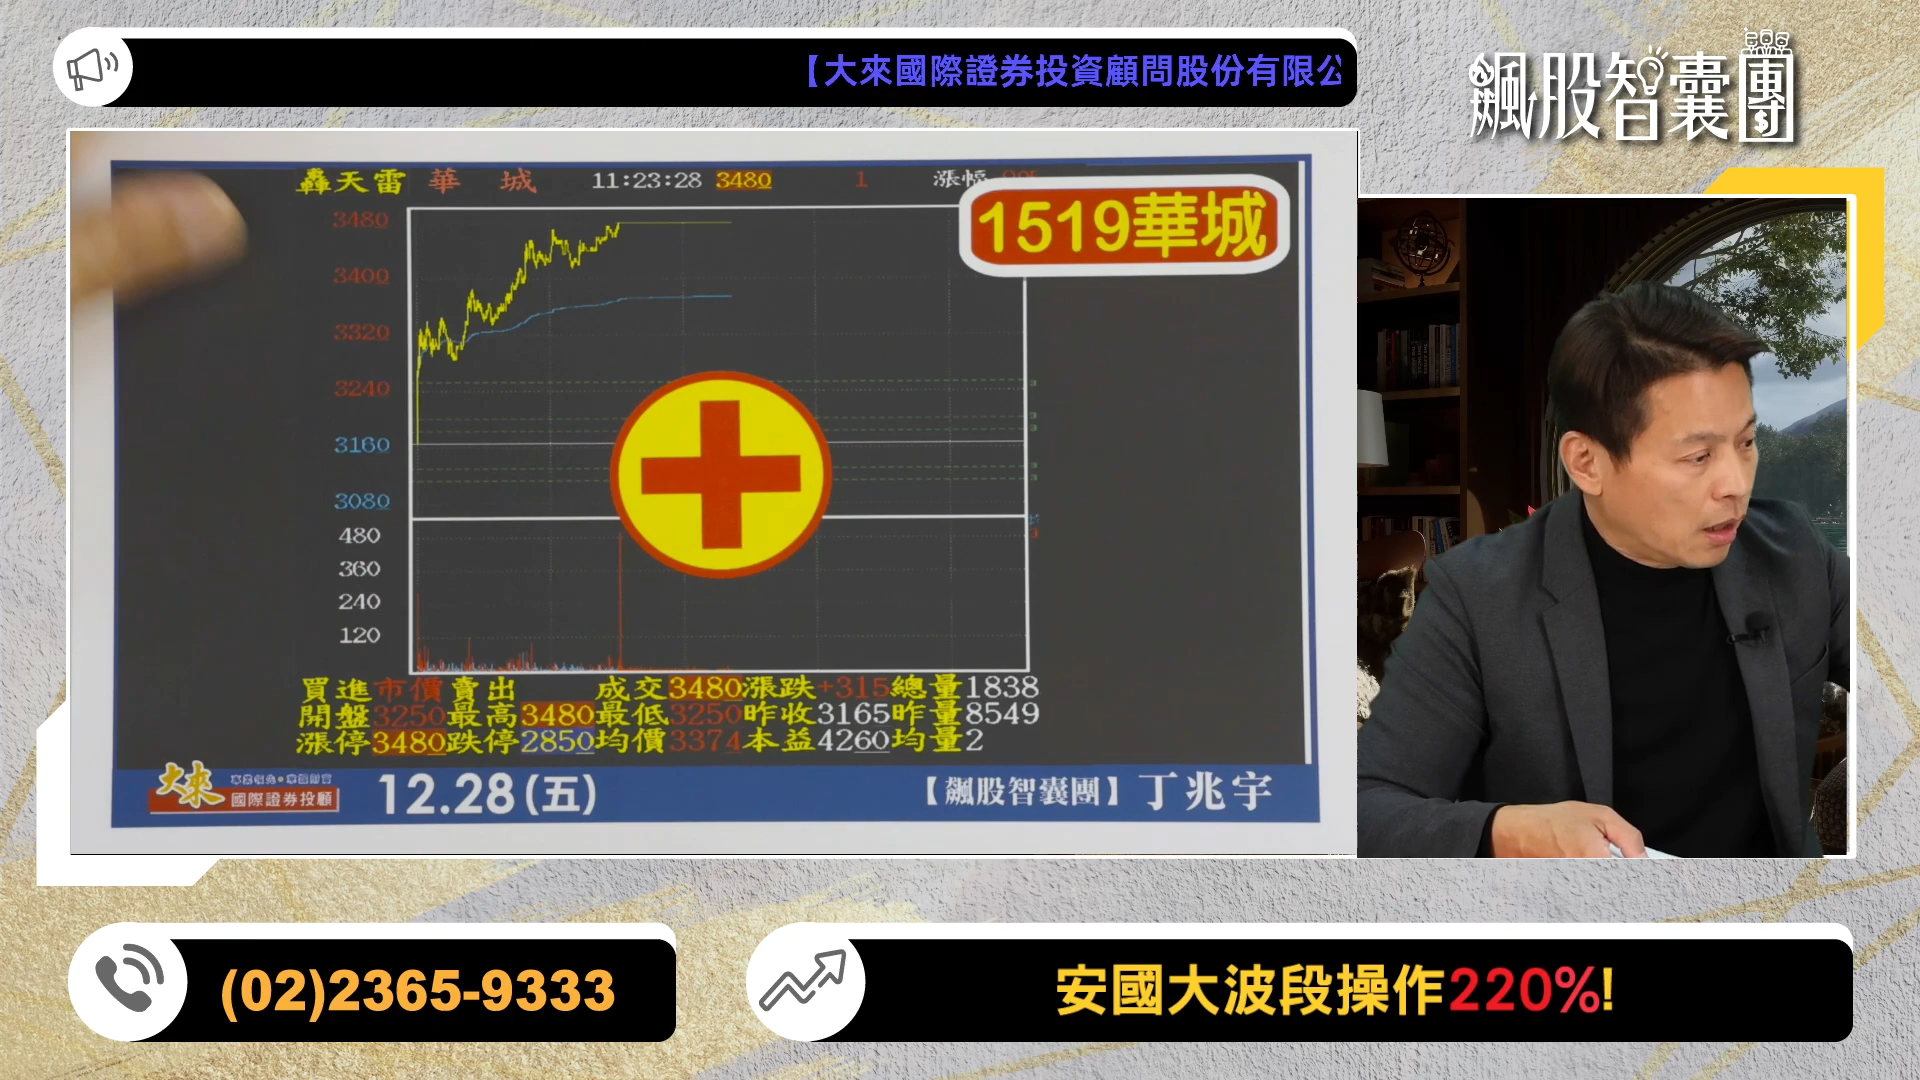 【大來國際證券投資顧問股份有限公
飆股智囊團
轟天雷 華 城 11:23:28 3480 1 漲幅
1519華城
3480
3400
3320
3240
3160
3080
480
360
240
120
買進市價賣出 成交3480漲跌+315總量1838
開盤3250最高3480最低3250昨收3165昨量8549
漲停3480跌停2850均價3374本益4260均量2
大來 國際證券投顧 12.28(五) 【飆股智囊團】丁兆宇
(02)2365-9333
安國大波段操作220%!